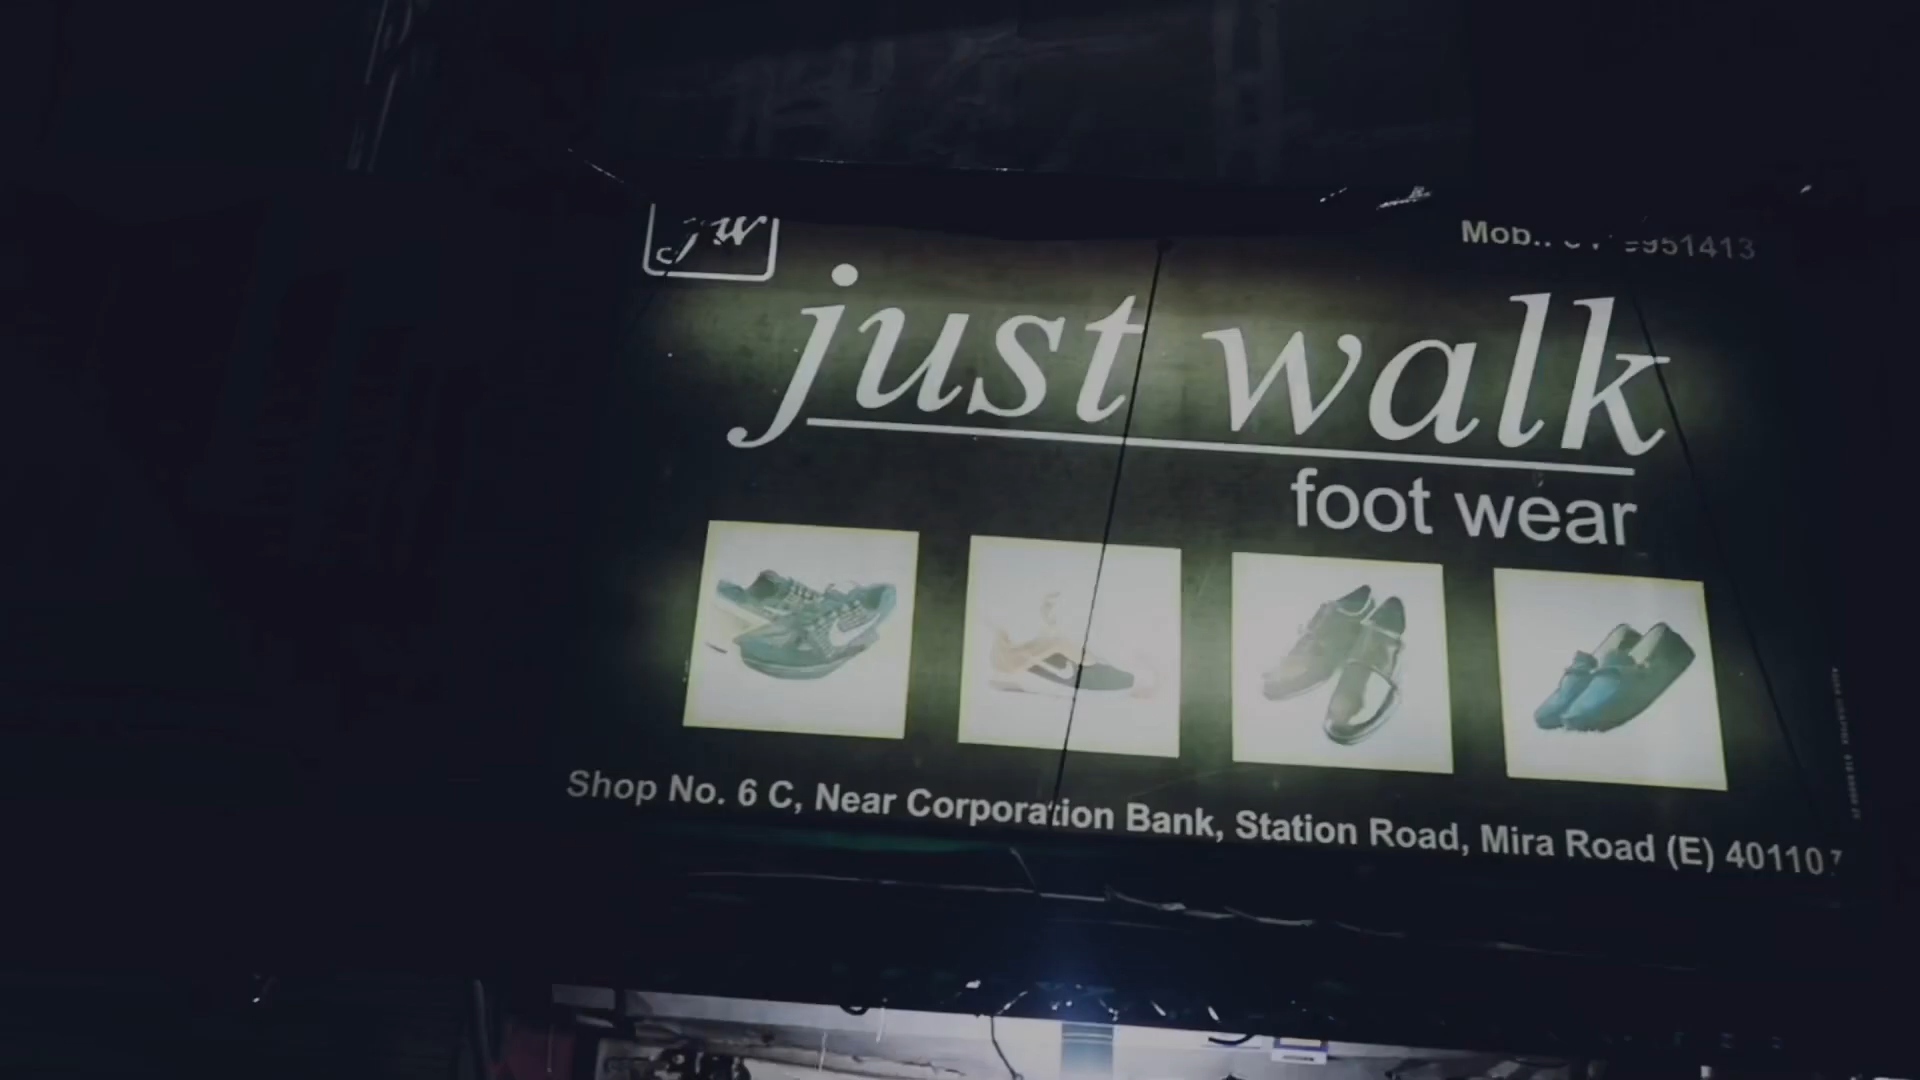 jw
Mob..
just walk
foot wear
Shop No. 6 C, Near Corporation Bank, Station Road, Mira Road (E)